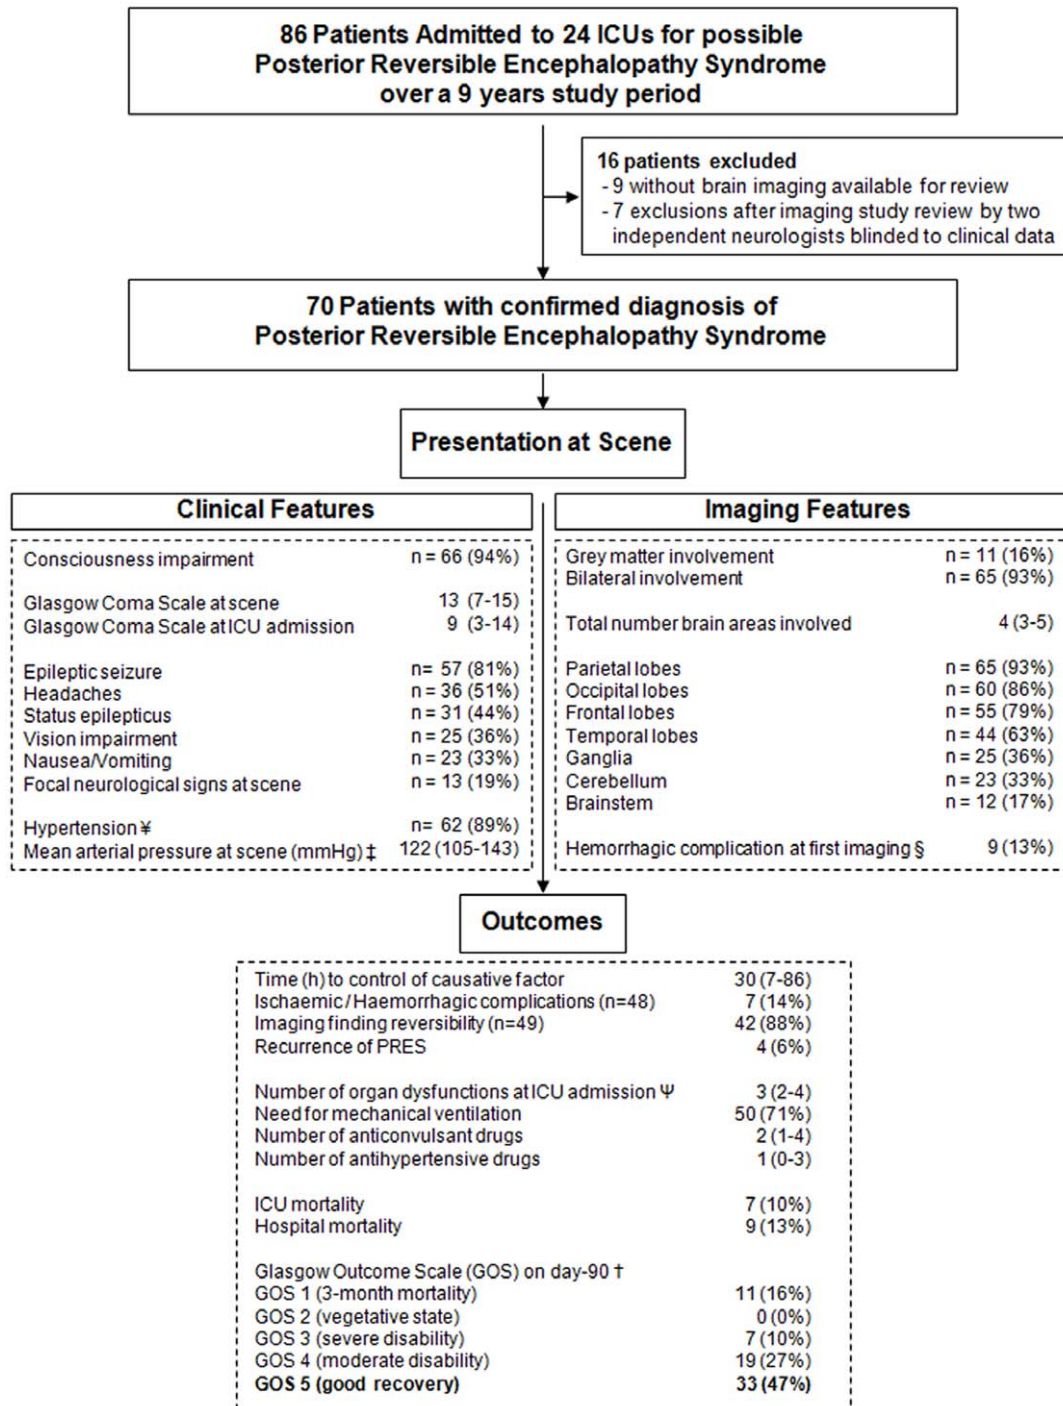 86 Patients Admitted to 24 ICUs for possible
Posterior Reversible Encephalopathy Syndrome
over a 9 years study period
16 patients excluded
- 9 without brain imaging available for review
- 7 exclusions after imaging study review by two
independent neurologists blinded to clinical data
70 Patients with confirmed diagnosis of
Posterior Reversible Encephalopathy Syndrome
Presentation at Scene
Clinical Features
Consciousness impairment n = 66 (94%)
Glasgow Coma Scale at scene 13 (7-15)
Glasgow Coma Scale at ICU admission 9 (3-14)
Epileptic seizure n= 57 (81%)
Headaches n = 36 (51%)
Status epilepticus n = 31 (44%)
Vision impairment n = 25 (36%)
Nausea/Vomiting n = 23 (33%)
Focal neurological signs at scene n = 13 (19%)
Hypertension ¥ n= 62 (89%)
Mean arterial pressure at scene (mmHg) ‡ 122 (105-143)
Imaging Features
Grey matter involvement n = 11 (16%)
Bilateral involvement n = 65 (93%)
Total number brain areas involved 4 (3-5)
Parietal lobes n = 65 (93%)
Occipital lobes n = 60 (86%)
Frontal lobes n = 55 (79%)
Temporal lobes n = 44 (63%)
Ganglia n = 25 (36%)
Cerebellum n = 23 (33%)
Brainstem n = 12 (17%)
Hemorrhagic complication at first imaging § 9 (13%)
Outcomes
Time (h) to control of causative factor 30 (7-86)
Ischaemic / Haemorrhagic complications (n=48) 7 (14%)
Imaging finding reversibility (n=49) 42 (88%)
Recurrence of PRES 4 (6%)
Number of organ dysfunctions at ICU admission Ψ 3 (2-4)
Need for mechanical ventilation 50 (71%)
Number of anticonvulsant drugs 2 (1-4)
Number of antihypertensive drugs 1 (0-3)
ICU mortality 7 (10%)
Hospital mortality 9 (13%)
Glasgow Outcome Scale (GOS) on day-90 †
GOS 1 (3-month mortality) 11 (16%)
GOS 2 (vegetative state) 0 (0%)
GOS 3 (severe disability) 7 (10%)
GOS 4 (moderate disability) 19 (27%)
GOS 5 (good recovery) 33 (47%)